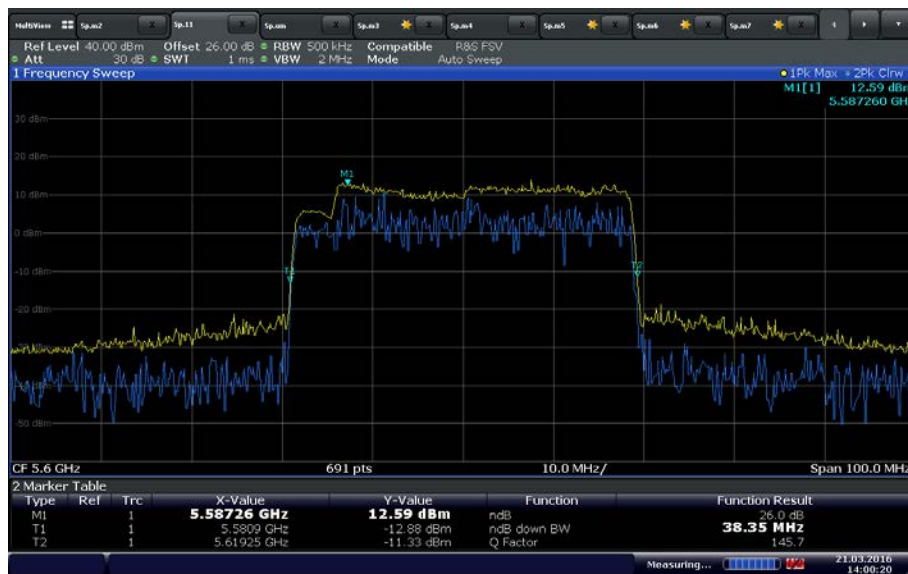 MultiView Sp.m2 X Sp.11 X Sp.um X Sp.m3 X Sp.m4 X Sp.m5 X Sp.m6 X Sp.m7 X
Ref Level 40.00 dBm Offset 26.00 dB RBW 500 kHz Compatible R&S FSV
Att 30 dB SWT 1 ms VBW 2 MHz Mode Auto Sweep
1 Frequency Sweep 1Pk Max 2Pk Clrw
M1[1] 12.59 dBm
5.587260 GH
30 dBm
20 dBm
M1
10 dBm
0 dBm
-10 dBm
T2
-20 dBm
-50 dBm
CF 5.6 GHz 691 pts 10.0 MHz/ Span 100.0 MHz
2 Marker Table
Type Ref Trc X-Value Y-Value Function Function Result
M1 1 5.58726 GHz 12.59 dBm ndB 26.0 dB
T1 1 5.5809 GHz -12.88 dBm ndB down BW 38.35 MHz
T2 1 5.61925 GHz -11.33 dBm Q Factor 145.7
Measuring... 21.03.2016
14:00:20